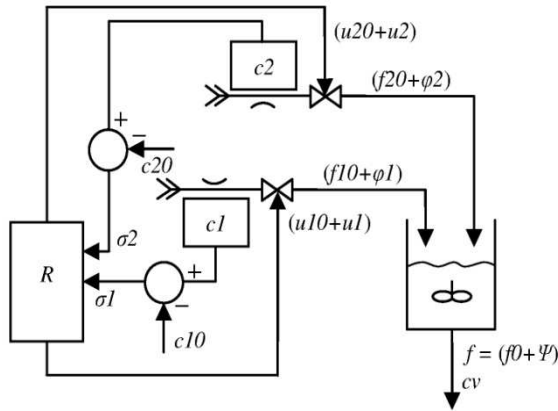 (u20+u2)
c2
(f20+φ2)
+
−
c20
(f10+φ1)
(u10+u1)
c1
σ2
R
+
σ1
−
c10
f = (f0+Ψ)
cv